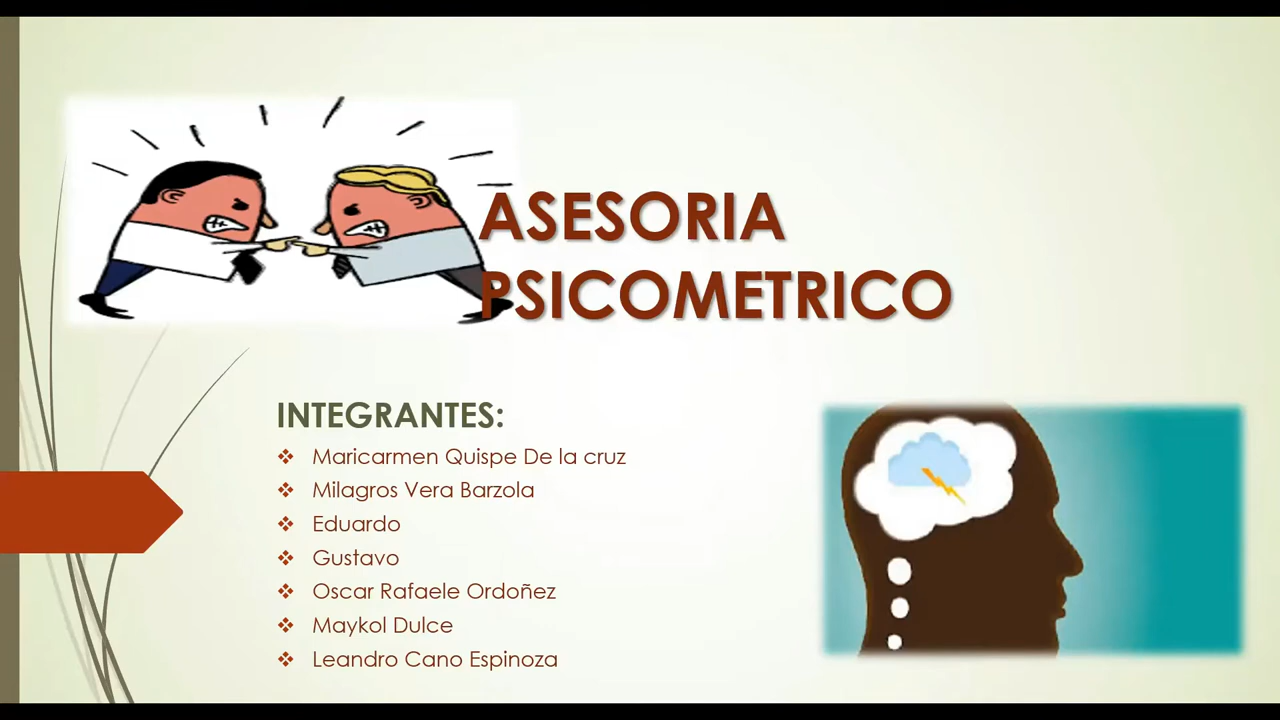 ASESORIA
PSICOMETRICO
INTEGRANTES:
Maricarmen Quispe De la cruz
Milagros Vera Barzola
Eduardo
Gustavo
Oscar Rafaele Ordoñez
Maykol Dulce
Leandro Cano Espinoza